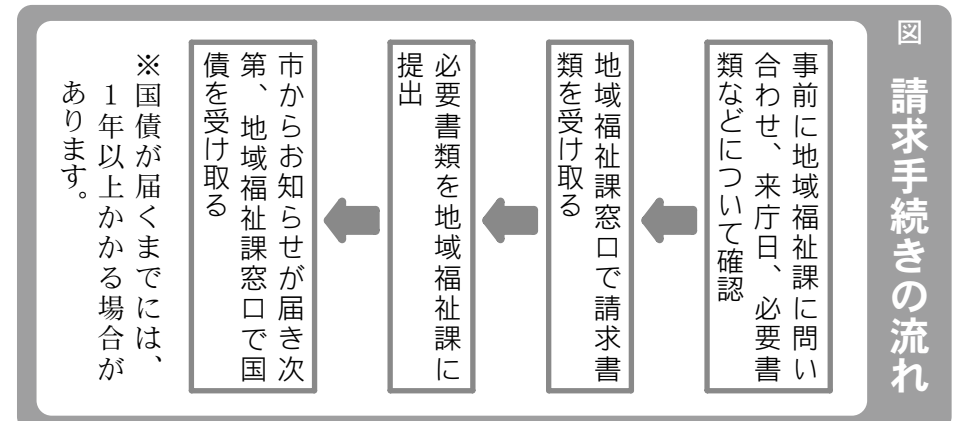 図 請求手続きの流れ
事前に地域福祉課に問い
合わせ、来庁日、必要書
類などについて確認
地域福祉課窓口で請求書
類を受け取る
必要書類を地域福祉課に
提出
市からお知らせが届き次
第、地域福祉課窓口で国
債を受け取る
※国債が届くまでには、
１年以上かかる場合が
あります。